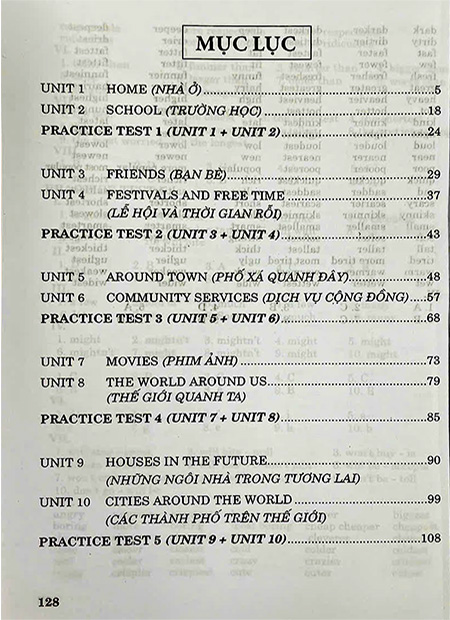 MỤC LỤC
UNIT 1 HOME (NHÀ Ở)....................5
UNIT 2 SCHOOL (TRƯỜNG HỌC)....................18
PRACTICE TEST 1 (UNIT 1 + UNIT 2)....................24
UNIT 3 FRIENDS (BẠN BÈ)....................29
UNIT 4 FESTIVALS AND FREE TIME....................37
(LỄ HỘI VÀ THỜI GIAN RỖI)
PRACTICE TEST 2 (UNIT 3 + UNIT 4)....................43
UNIT 5 AROUND TOWN (PHỐ XÁ QUANH ĐÂY)....................48
UNIT 6 COMMUNITY SERVICES (DỊCH VỤ CỘNG ĐỒNG)....57
PRACTICE TEST 3 (UNIT 5 + UNIT 6)....................68
UNIT 7 MOVIES (PHIM ẢNH)....................73
UNIT 8 THE WORLD AROUND US....................79
(THẾ GIỚI QUANH TA)
PRACTICE TEST 4 (UNIT 7 + UNIT 8)....................85
UNIT 9 HOUSES IN THE FUTURE....................90
(NHỮNG NGÔI NHÀ TRONG TƯƠNG LAI)
UNIT 10 CITIES AROUND THE WORLD....................99
(CÁC THÀNH PHỐ TRÊN THẾ GIỚI)
PRACTICE TEST 5 (UNIT 9 + UNIT 10)....................108
128